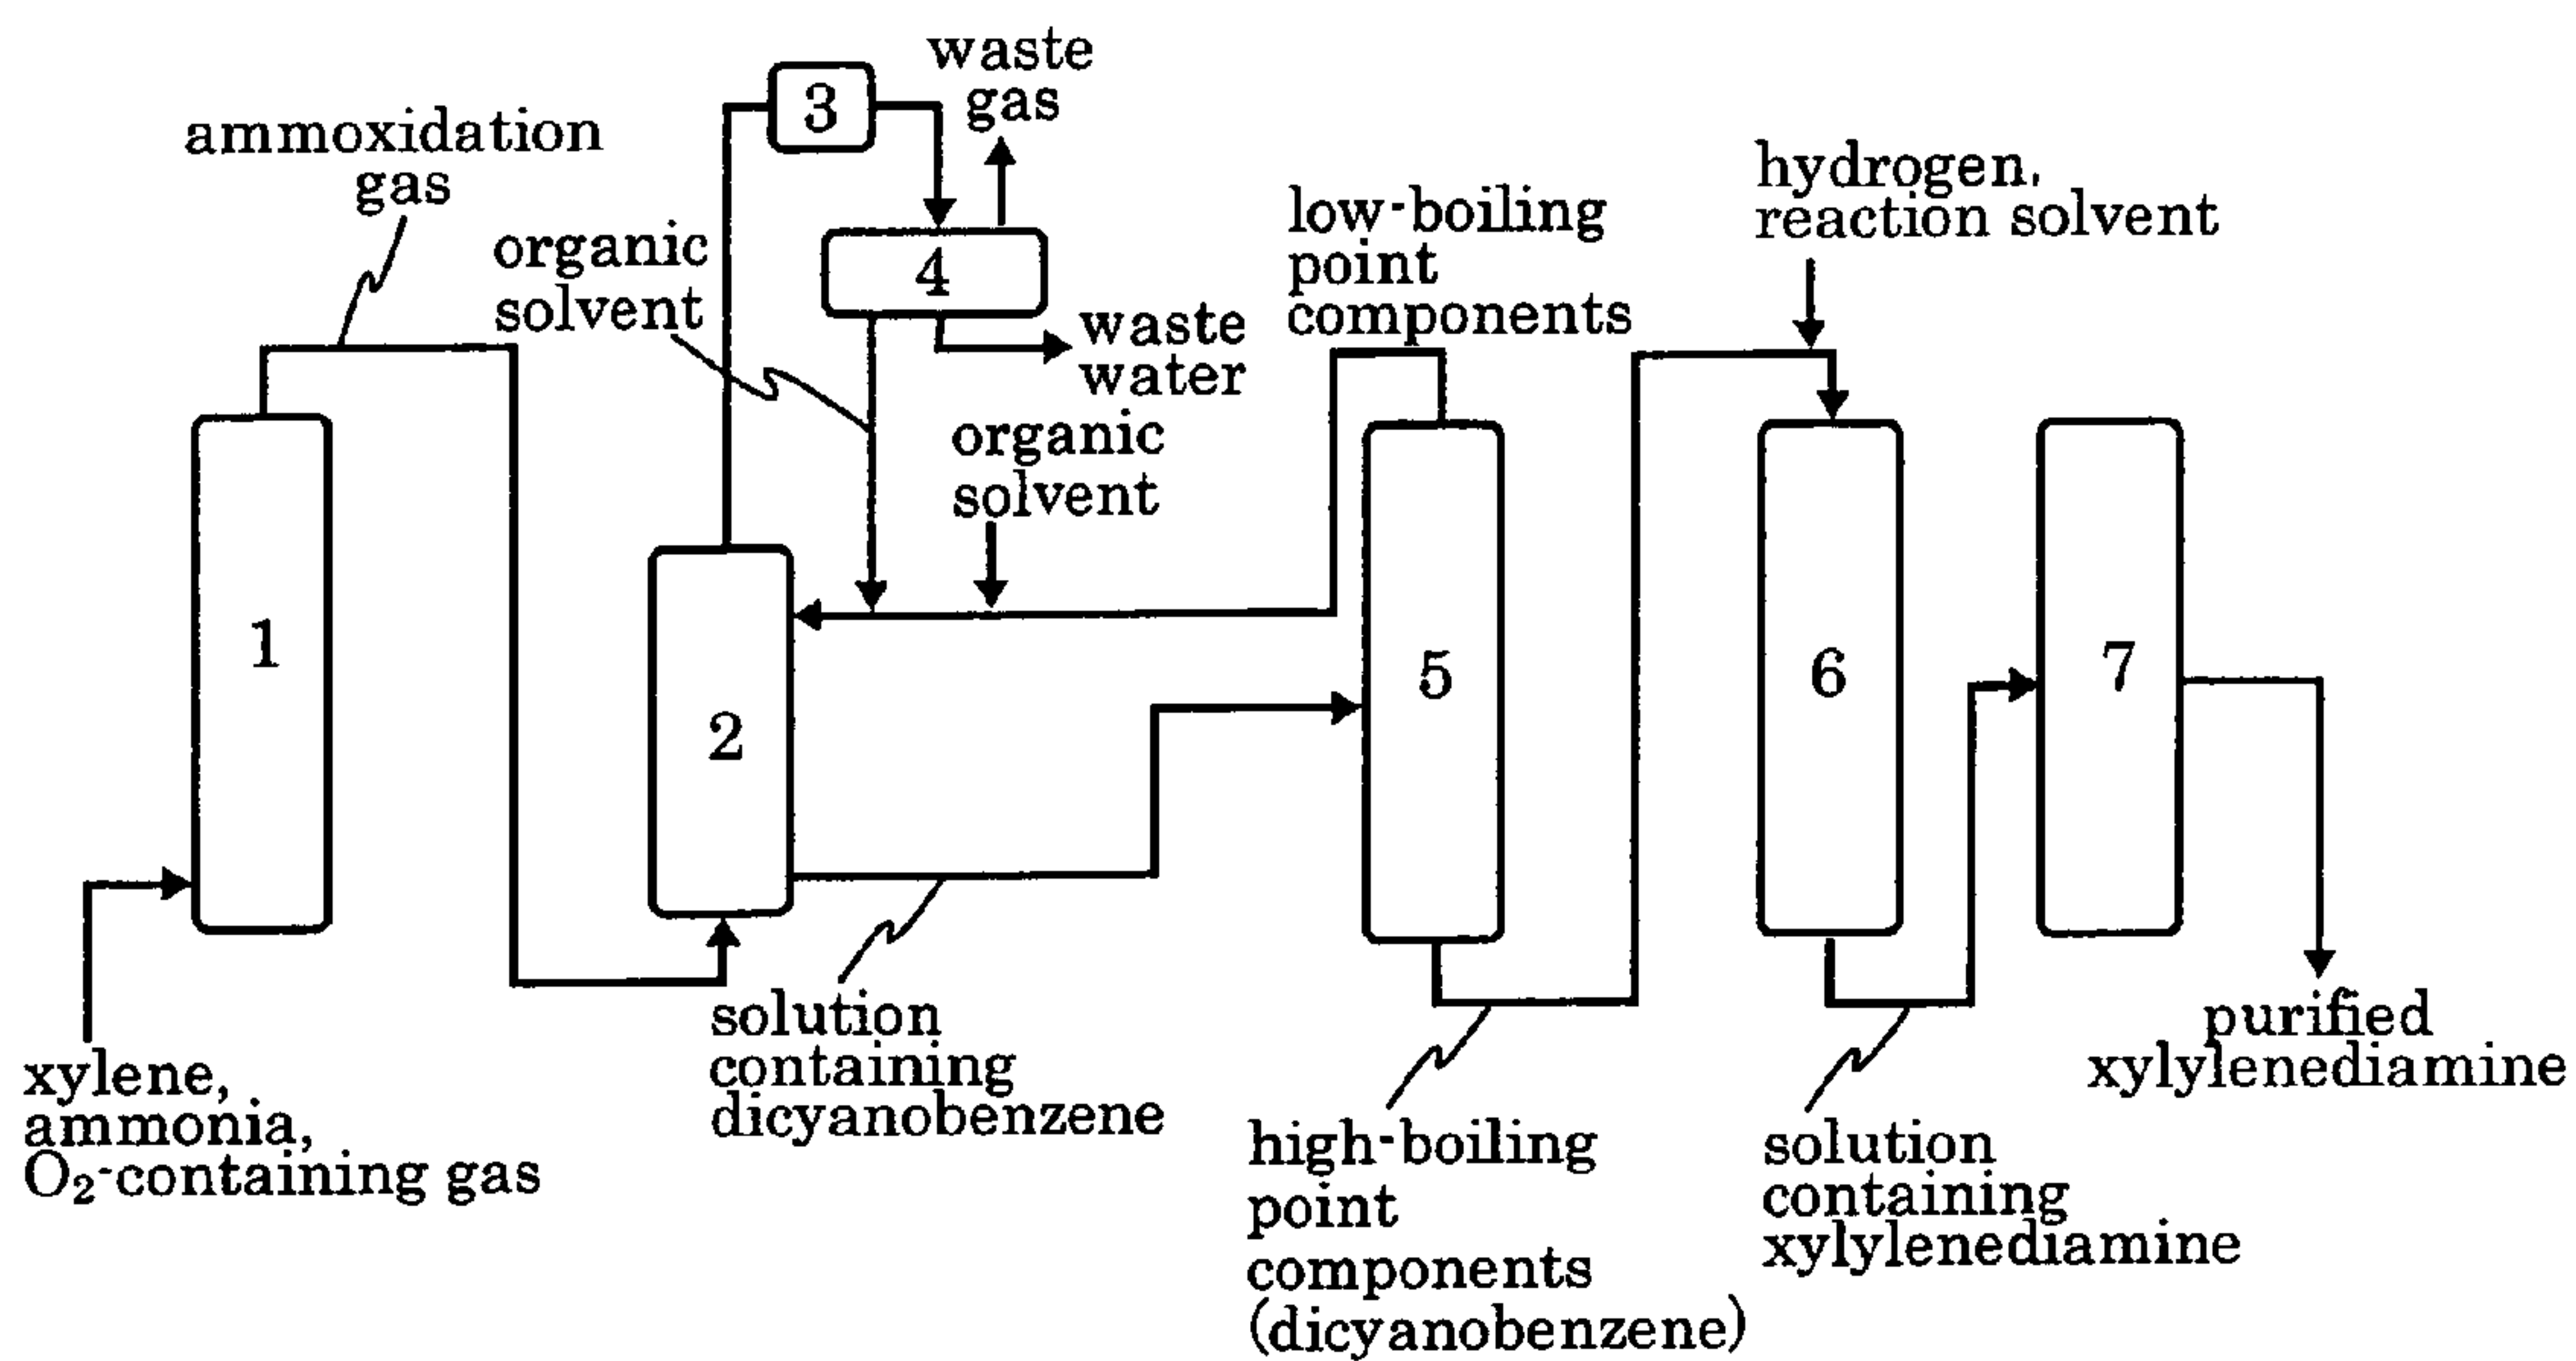 waste
gas
3
ammoxidation
gas
organic
solvent
4
waste
water
low-boiling
point
components
hydrogen,
reaction solvent
organic
solvent
1
2
5
6
7
xylene,
ammonia,
O₂-containing gas
solution
containing
dicyanobenzene
high-boiling
point
components
(dicyanobenzene)
solution
containing
xylylenediamine
purified
xylylenediamine